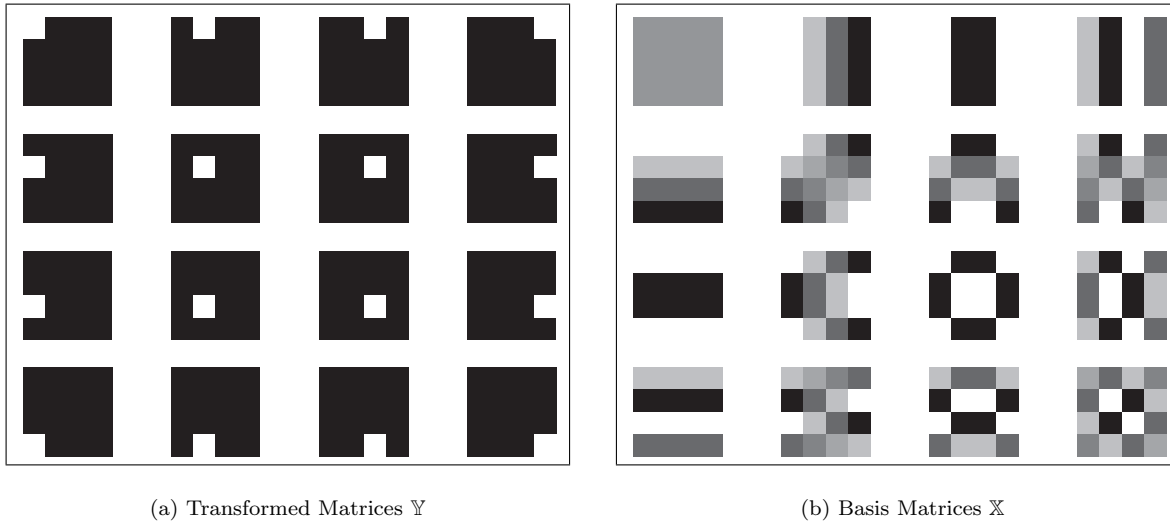 (a) Transformed Matrices 𝕐
(b) Basis Matrices 𝕏